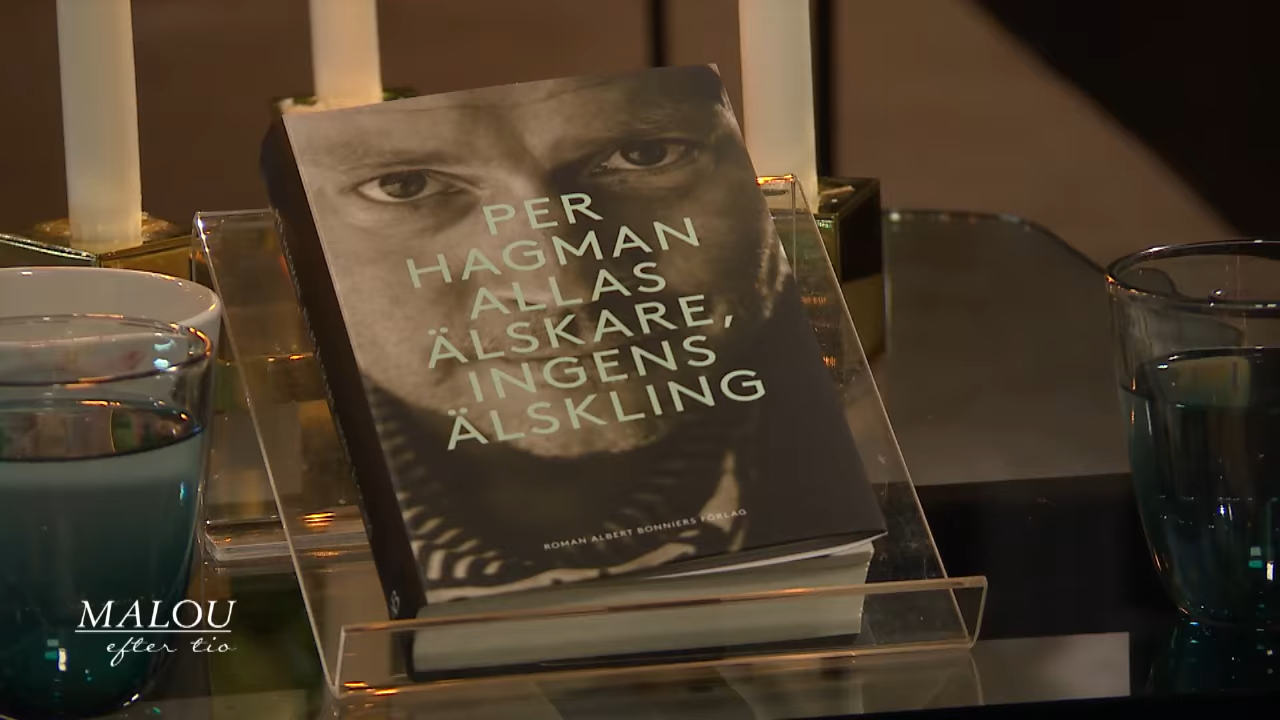 PER
HAGMAN
ALLAS
ÄLSKARE,
INGENS
ÄLSKLING
ROMAN ALBERT BONNIERS FÖRLAG
MALOU
efter tio